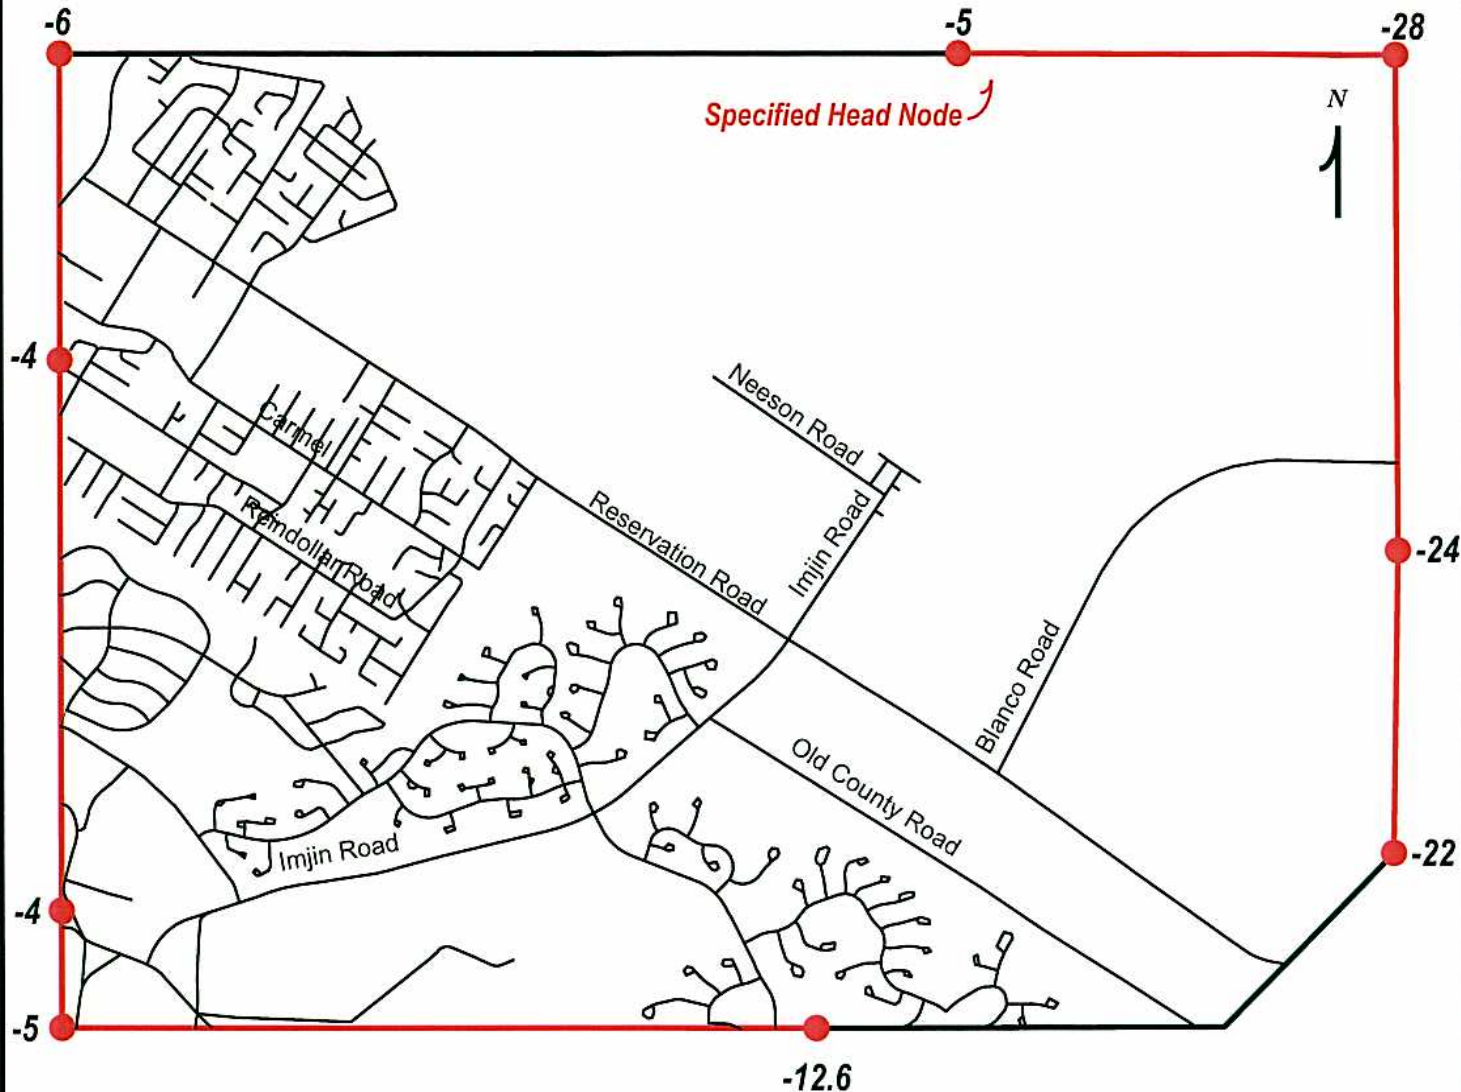 -6
-5
-28
Specified Head Node
N
-4
Neeson Road
Carmel
Reservation Road
Imjin Road
Reindollar Road
-24
Blanco Road
Old County Road
Imjin Road
-22
-4
-5
-12.6